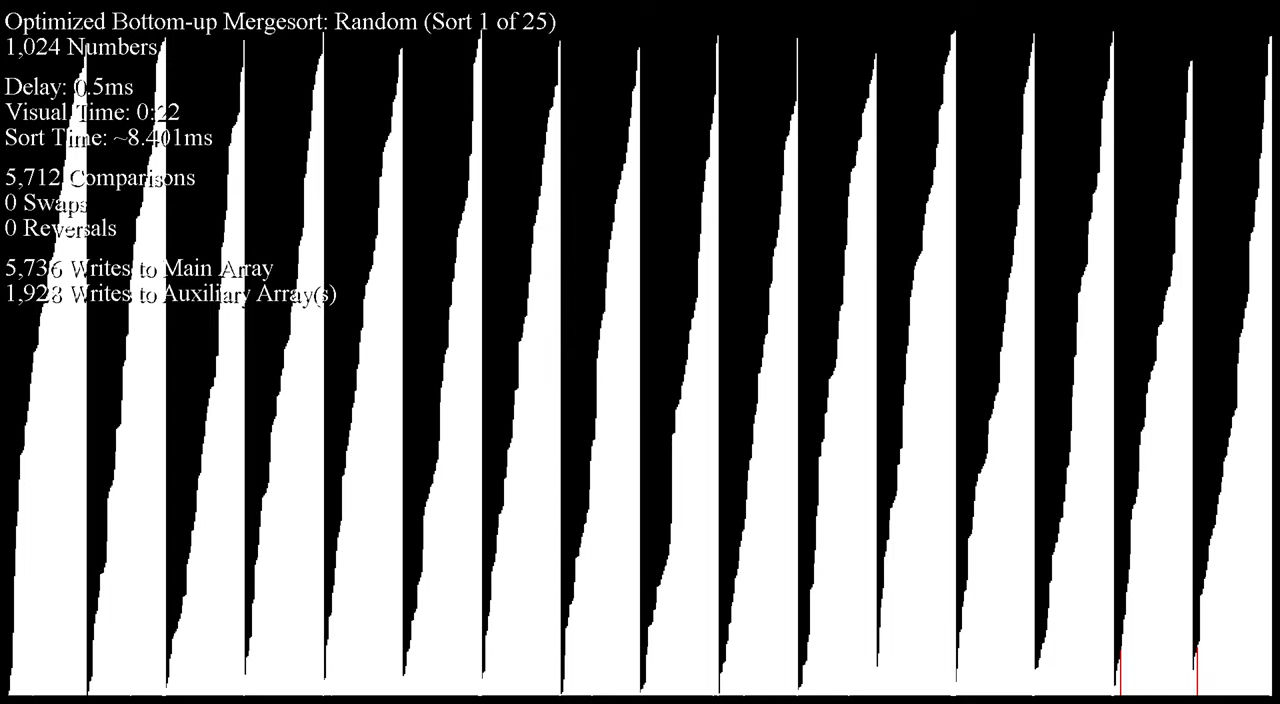 Optimized Bottom-up Mergesort: Random (Sort 1 of 25)
1,024 Numbers
Delay: 0.5ms
Visual Time: 0:22
Sort Time: ~8.401ms
5,712 Comparisons
0 Swaps
0 Reversals
5,736 Writes to Main Array
1,928 Writes to Auxiliary Array(s)